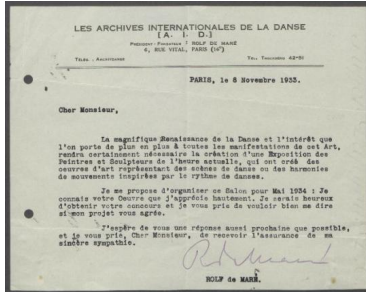 LES ARCHIVES INTERNATIONALES DE LA DANSE
[A. I. D.]
PRÉSIDENT-FONDATEUR : ROLF DE MARÉ
6, RUE VITAL, PARIS (16e)
PARIS, le 8 Novembre 1933.
Cher Monsieur,
La magnifique Renaissance de la Danse et l'intérêt que
l'on porte de plus en plus à toutes les manifestations de cet Art,
rendra certainement nécessaire la création d'une Exposition des
Peintres et Sculpteurs de l'heure actuelle, qui ont créé des
oeuvres d'art représentant des scènes de danse ou des harmonies
de mouvements inspirées par le rythme de danses.
Je me propose d'organiser ce Salon pour Mai 1934 : Je
connais votre Oeuvre que j'apprécie hautement. Je serais heureux
d'obtenir votre concours et je vous prie de vouloir bien me dire
si mon projet vous agrée.
J'espère de vous une réponse aussi prochaine que possible,
et je vous prie, Cher Monsieur, de recevoir l'assurance de ma
sincère sympathie.
ROLF de MARÉ.